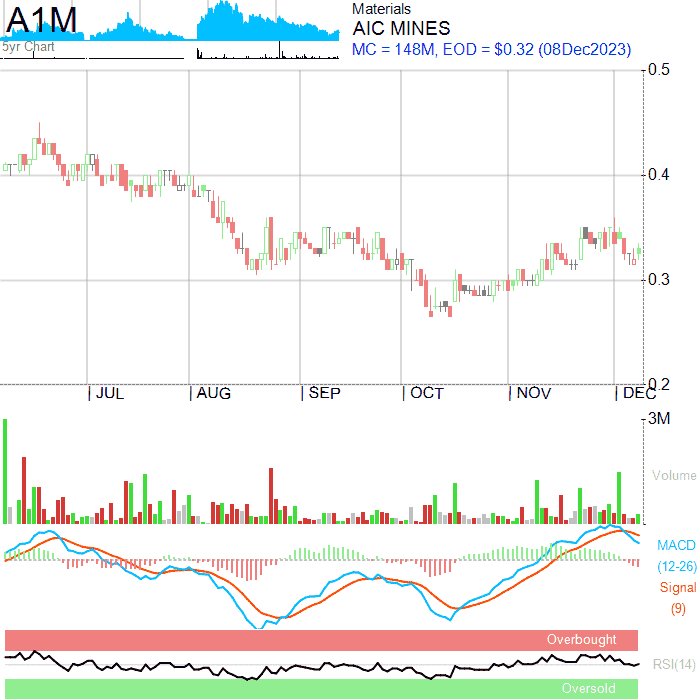 A1M
5yr Chart
Materials
AIC MINES
MC = 148M, EOD = $0.32 (08Dec2023)
0.5
0.4
0.3
0.2
JUL AUG SEP OCT NOV DEC
3M
Volume
MACD
(12-26)
Signal
(9)
Overbought
RSI(14)
Oversold